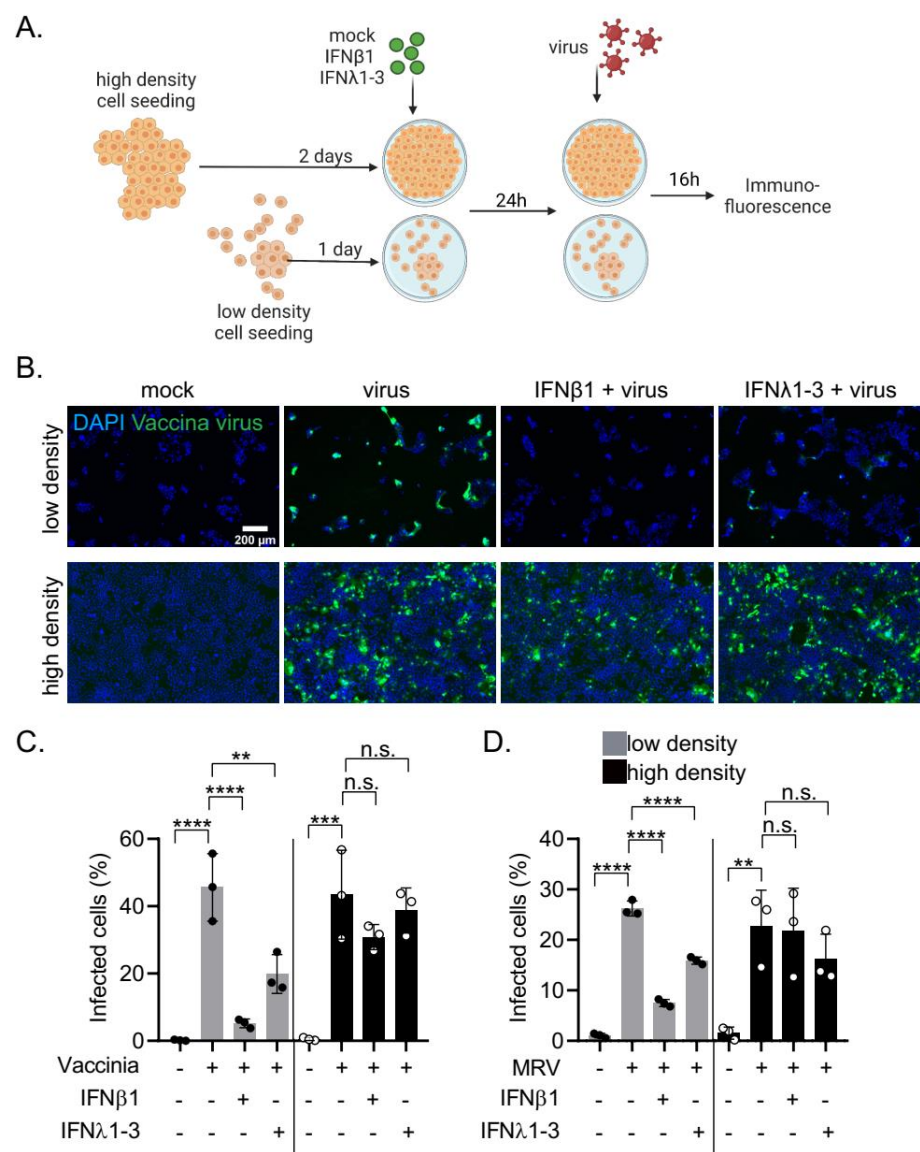 A.
mock
IFNβ1
IFNλ1-3
virus
high density
cell seeding
2 days
24h
16h
Immuno-
fluorescence
1 day
low density
cell seeding
B.
mock
virus
IFNβ1 + virus
IFNλ1-3 + virus
low density
DAPI Vaccina virus
200 µm
high density
C.
** 
****
****
n.s.
n.s.
***
Infected cells (%)
60
40
20
0
Vaccinia - + + + - + + +
IFNβ1 - - + - - - + -
IFNλ1-3 - - - + - - - +
D.
low density
high density
****
****
****
n.s.
n.s.
**
Infected cells (%)
40
30
20
10
0
MRV - + + + - + + +
IFNβ1 - - + - - - + -
IFNλ1-3 - - - + - - - +